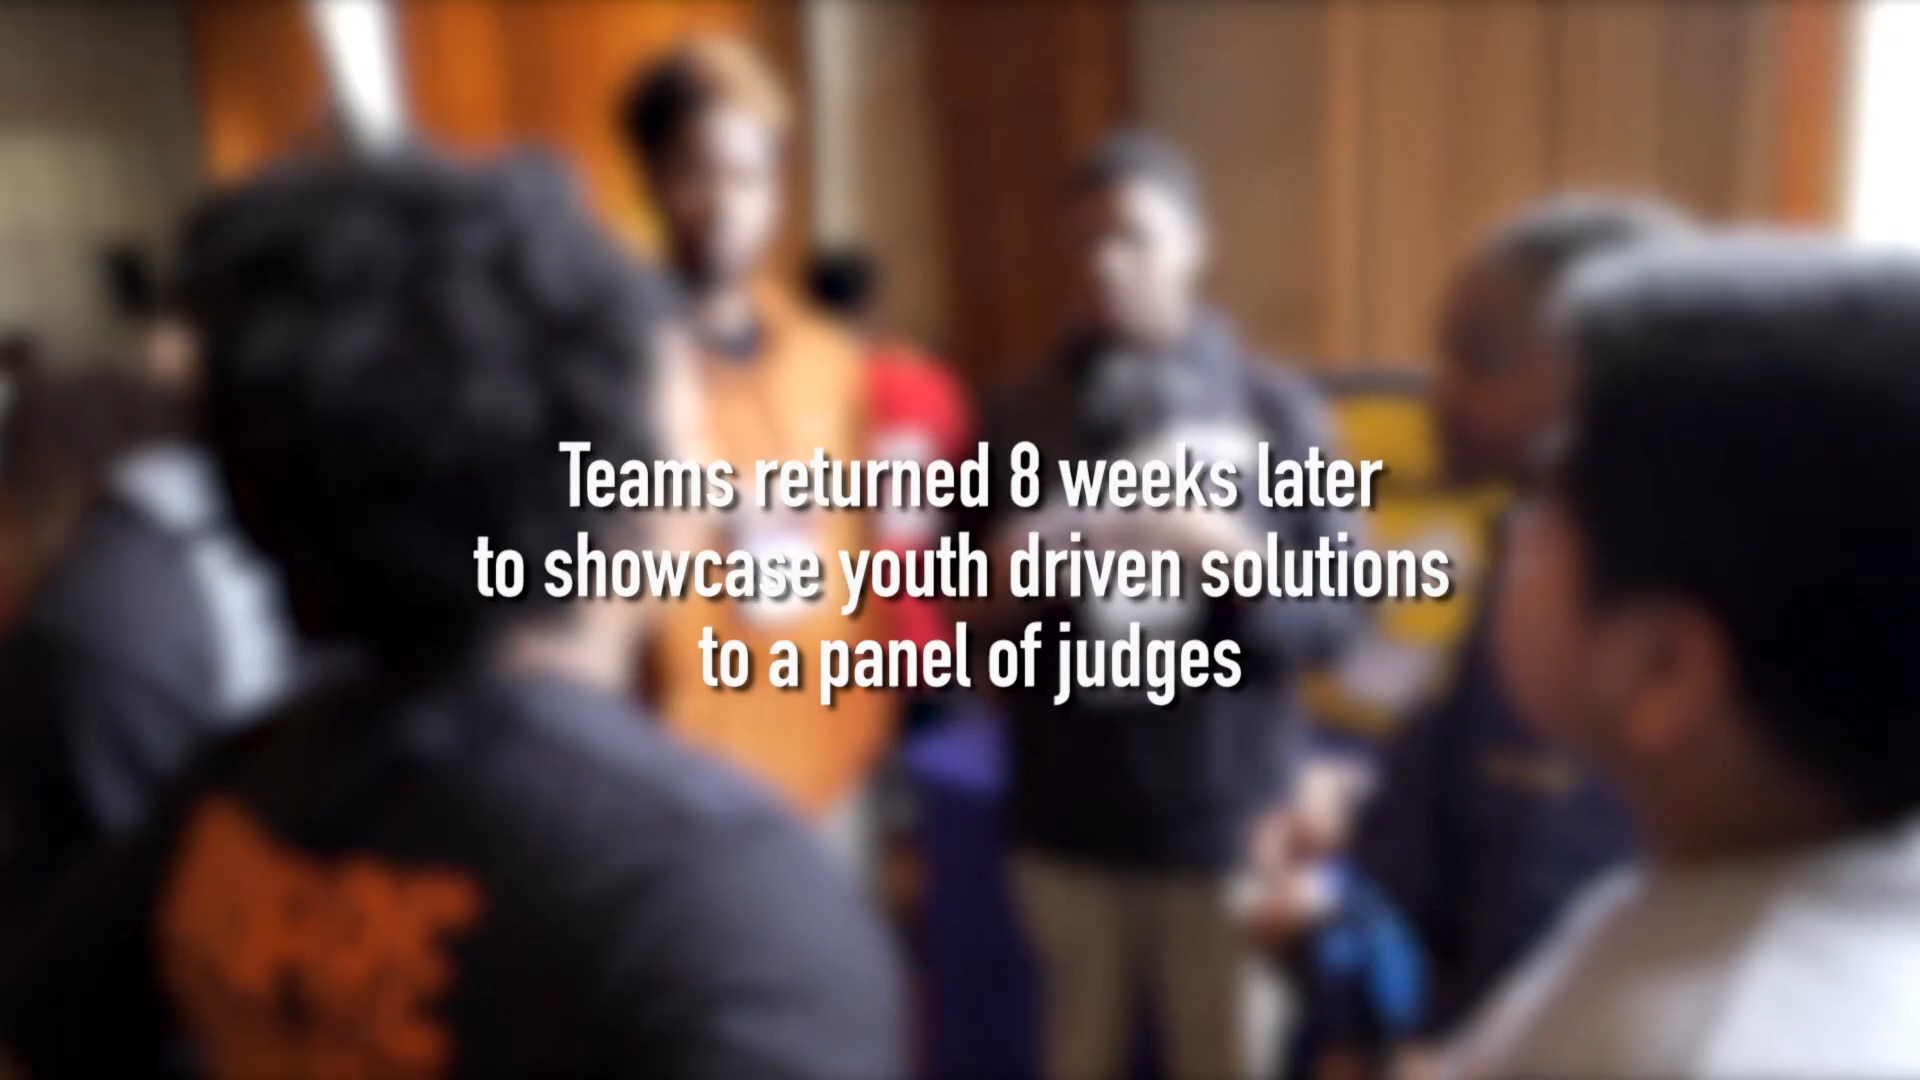 Teams returned 8 weeks later
to showcase youth driven solutions
to a panel of judges